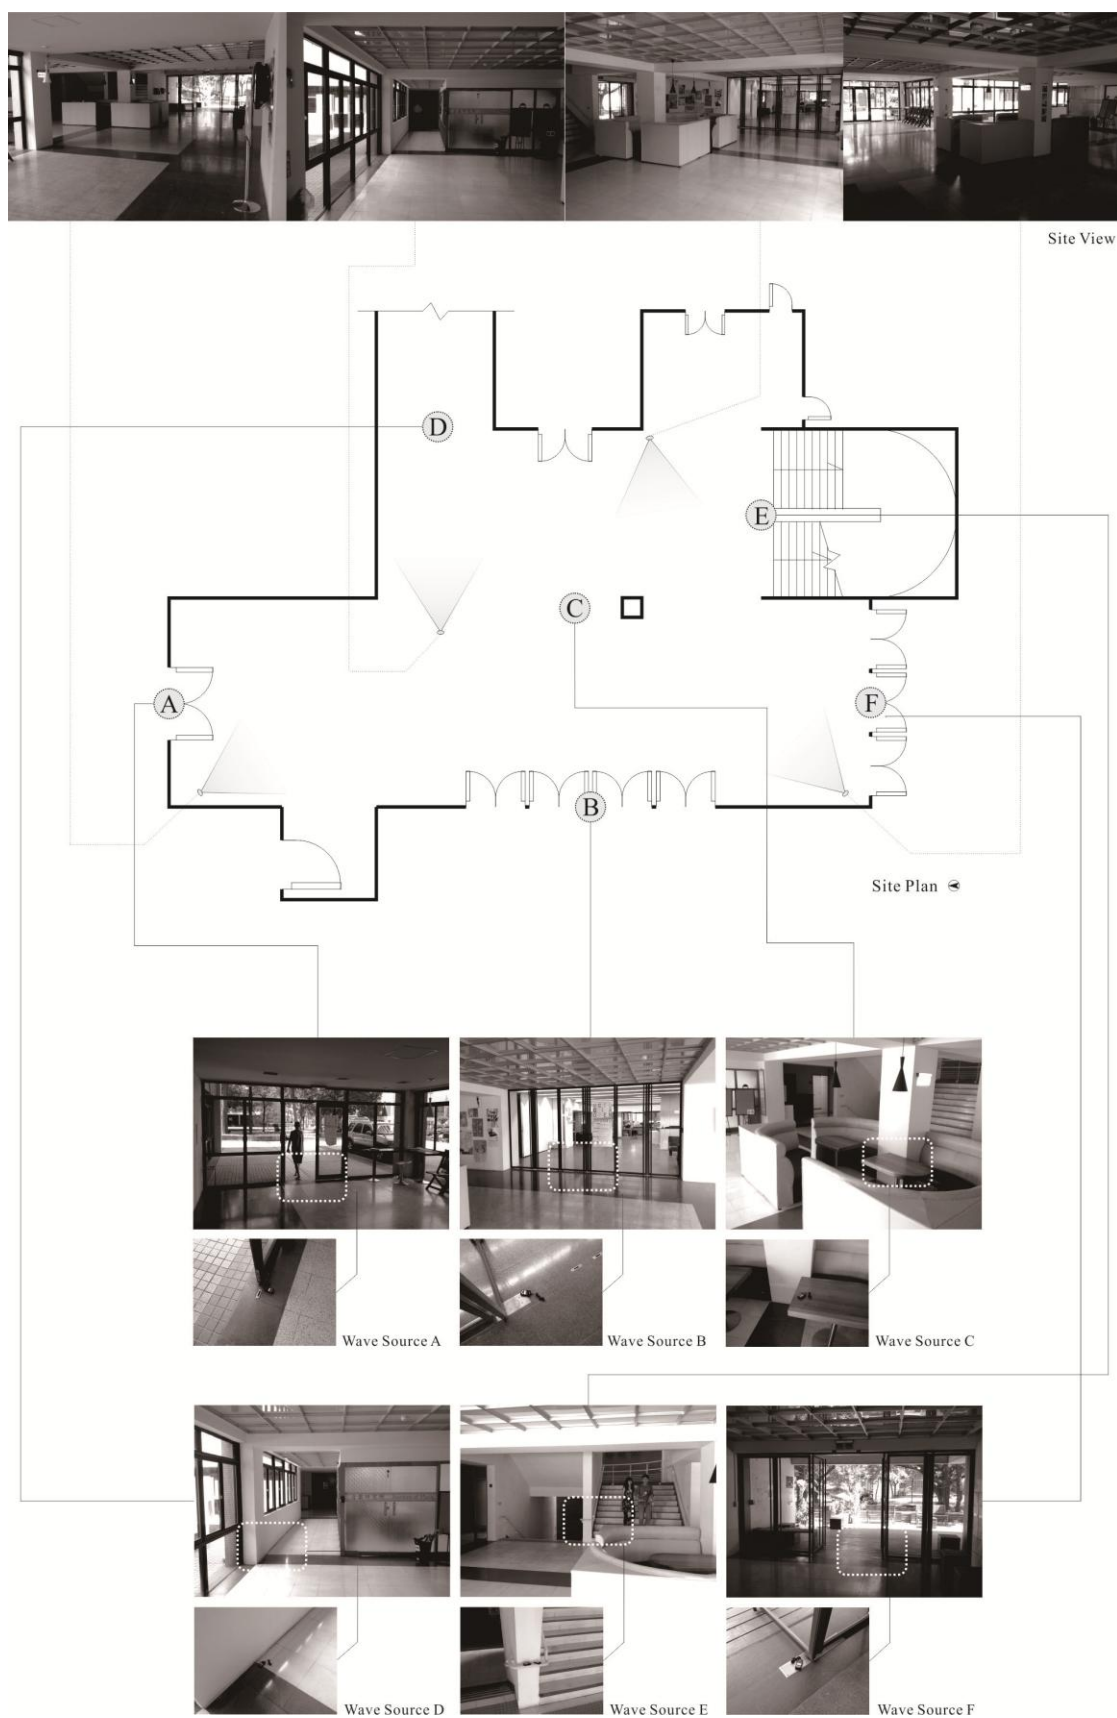 Site View
D
E
C
A
F
B
Site Plan
Wave Source A
Wave Source B
Wave Source C
Wave Source D
Wave Source E
Wave Source F